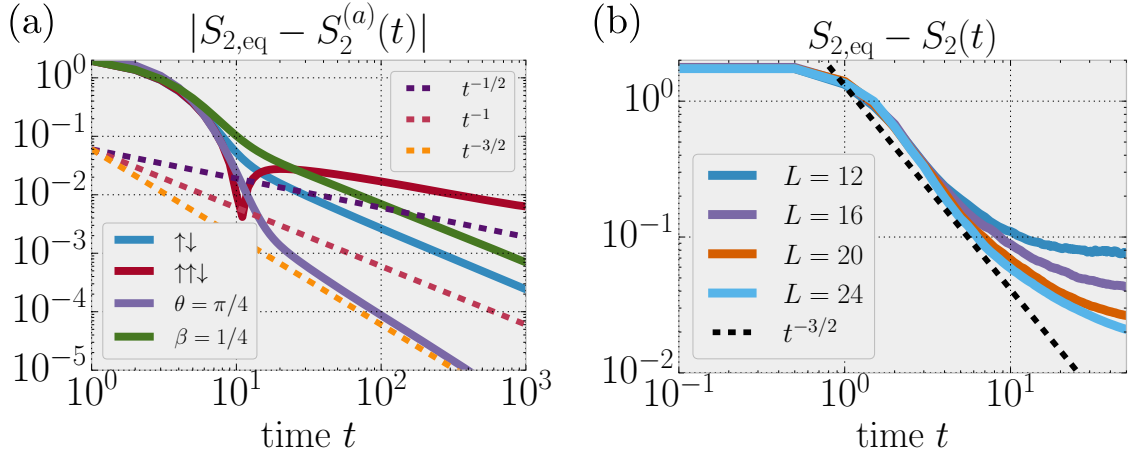 (a)
|S_{2,eq} − S_2^{(a)}(t)|
10^0
10^{-1}
10^{-2}
10^{-3}
10^{-4}
10^{-5}
t^{-1/2}
t^{-1}
t^{-3/2}
↑↓
↑↑↓
θ = π/4
β = 1/4
10^0
10^1
10^2
10^3
time t
(b)
S_{2,eq} − S_2(t)
10^0
10^{-1}
10^{-2}
L = 12
L = 16
L = 20
L = 24
t^{-3/2}
10^{-1}
10^0
10^1
time t